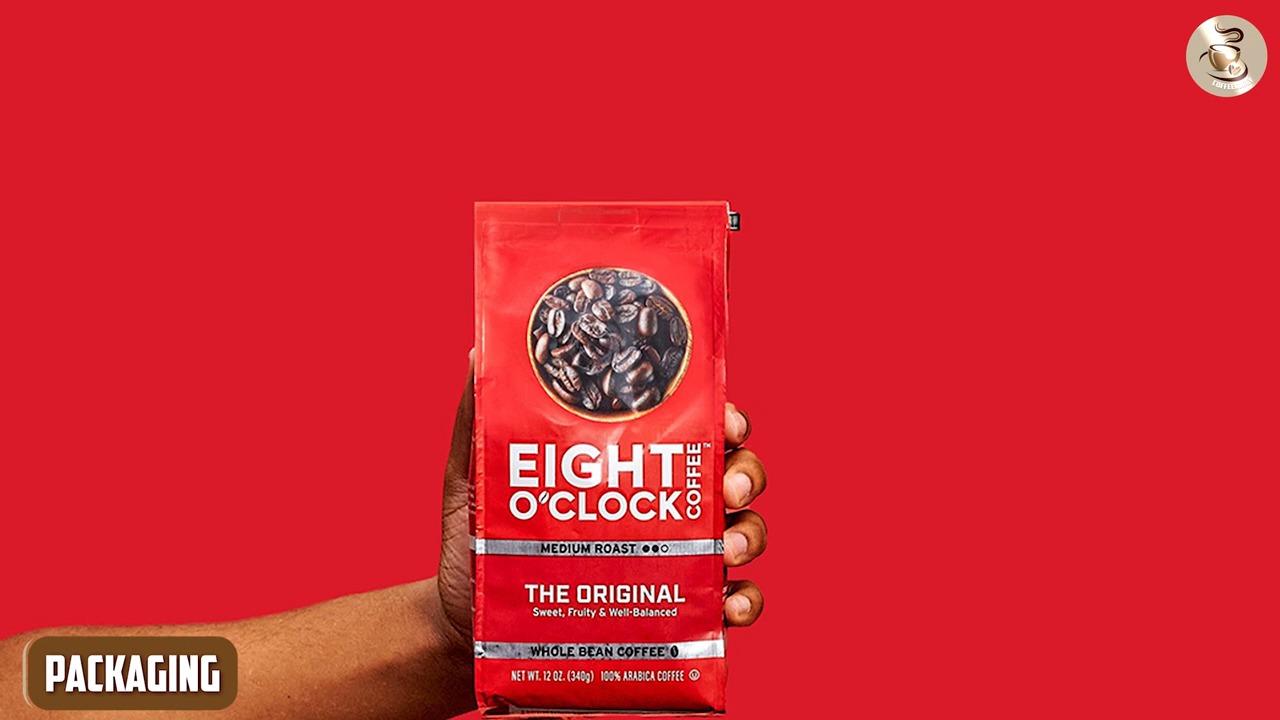 EIGHT
O'CLOCK
COFFEE™
MEDIUM ROAST
THE ORIGINAL
Sweet, Fruity & Well-Balanced
WHOLE BEAN COFFEE
NET WT. 12 OZ. (340g) 100% ARABICA COFFEE
PACKAGING